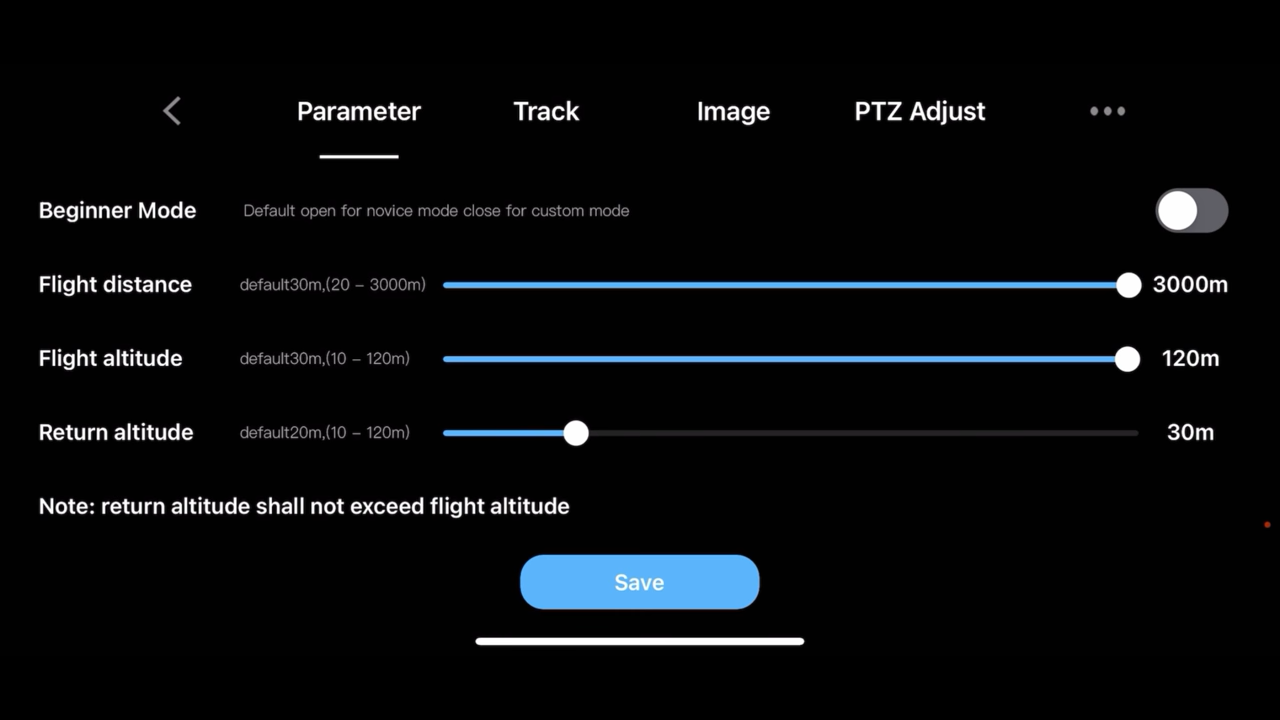 Parameter Track Image PTZ Adjust •••
Beginner Mode Default open for novice mode close for custom mode
Flight distance default30m,(20 – 3000m) 3000m
Flight altitude default30m,(10 – 120m) 120m
Return altitude default20m,(10 – 120m) 30m
Note: return altitude shall not exceed flight altitude
Save